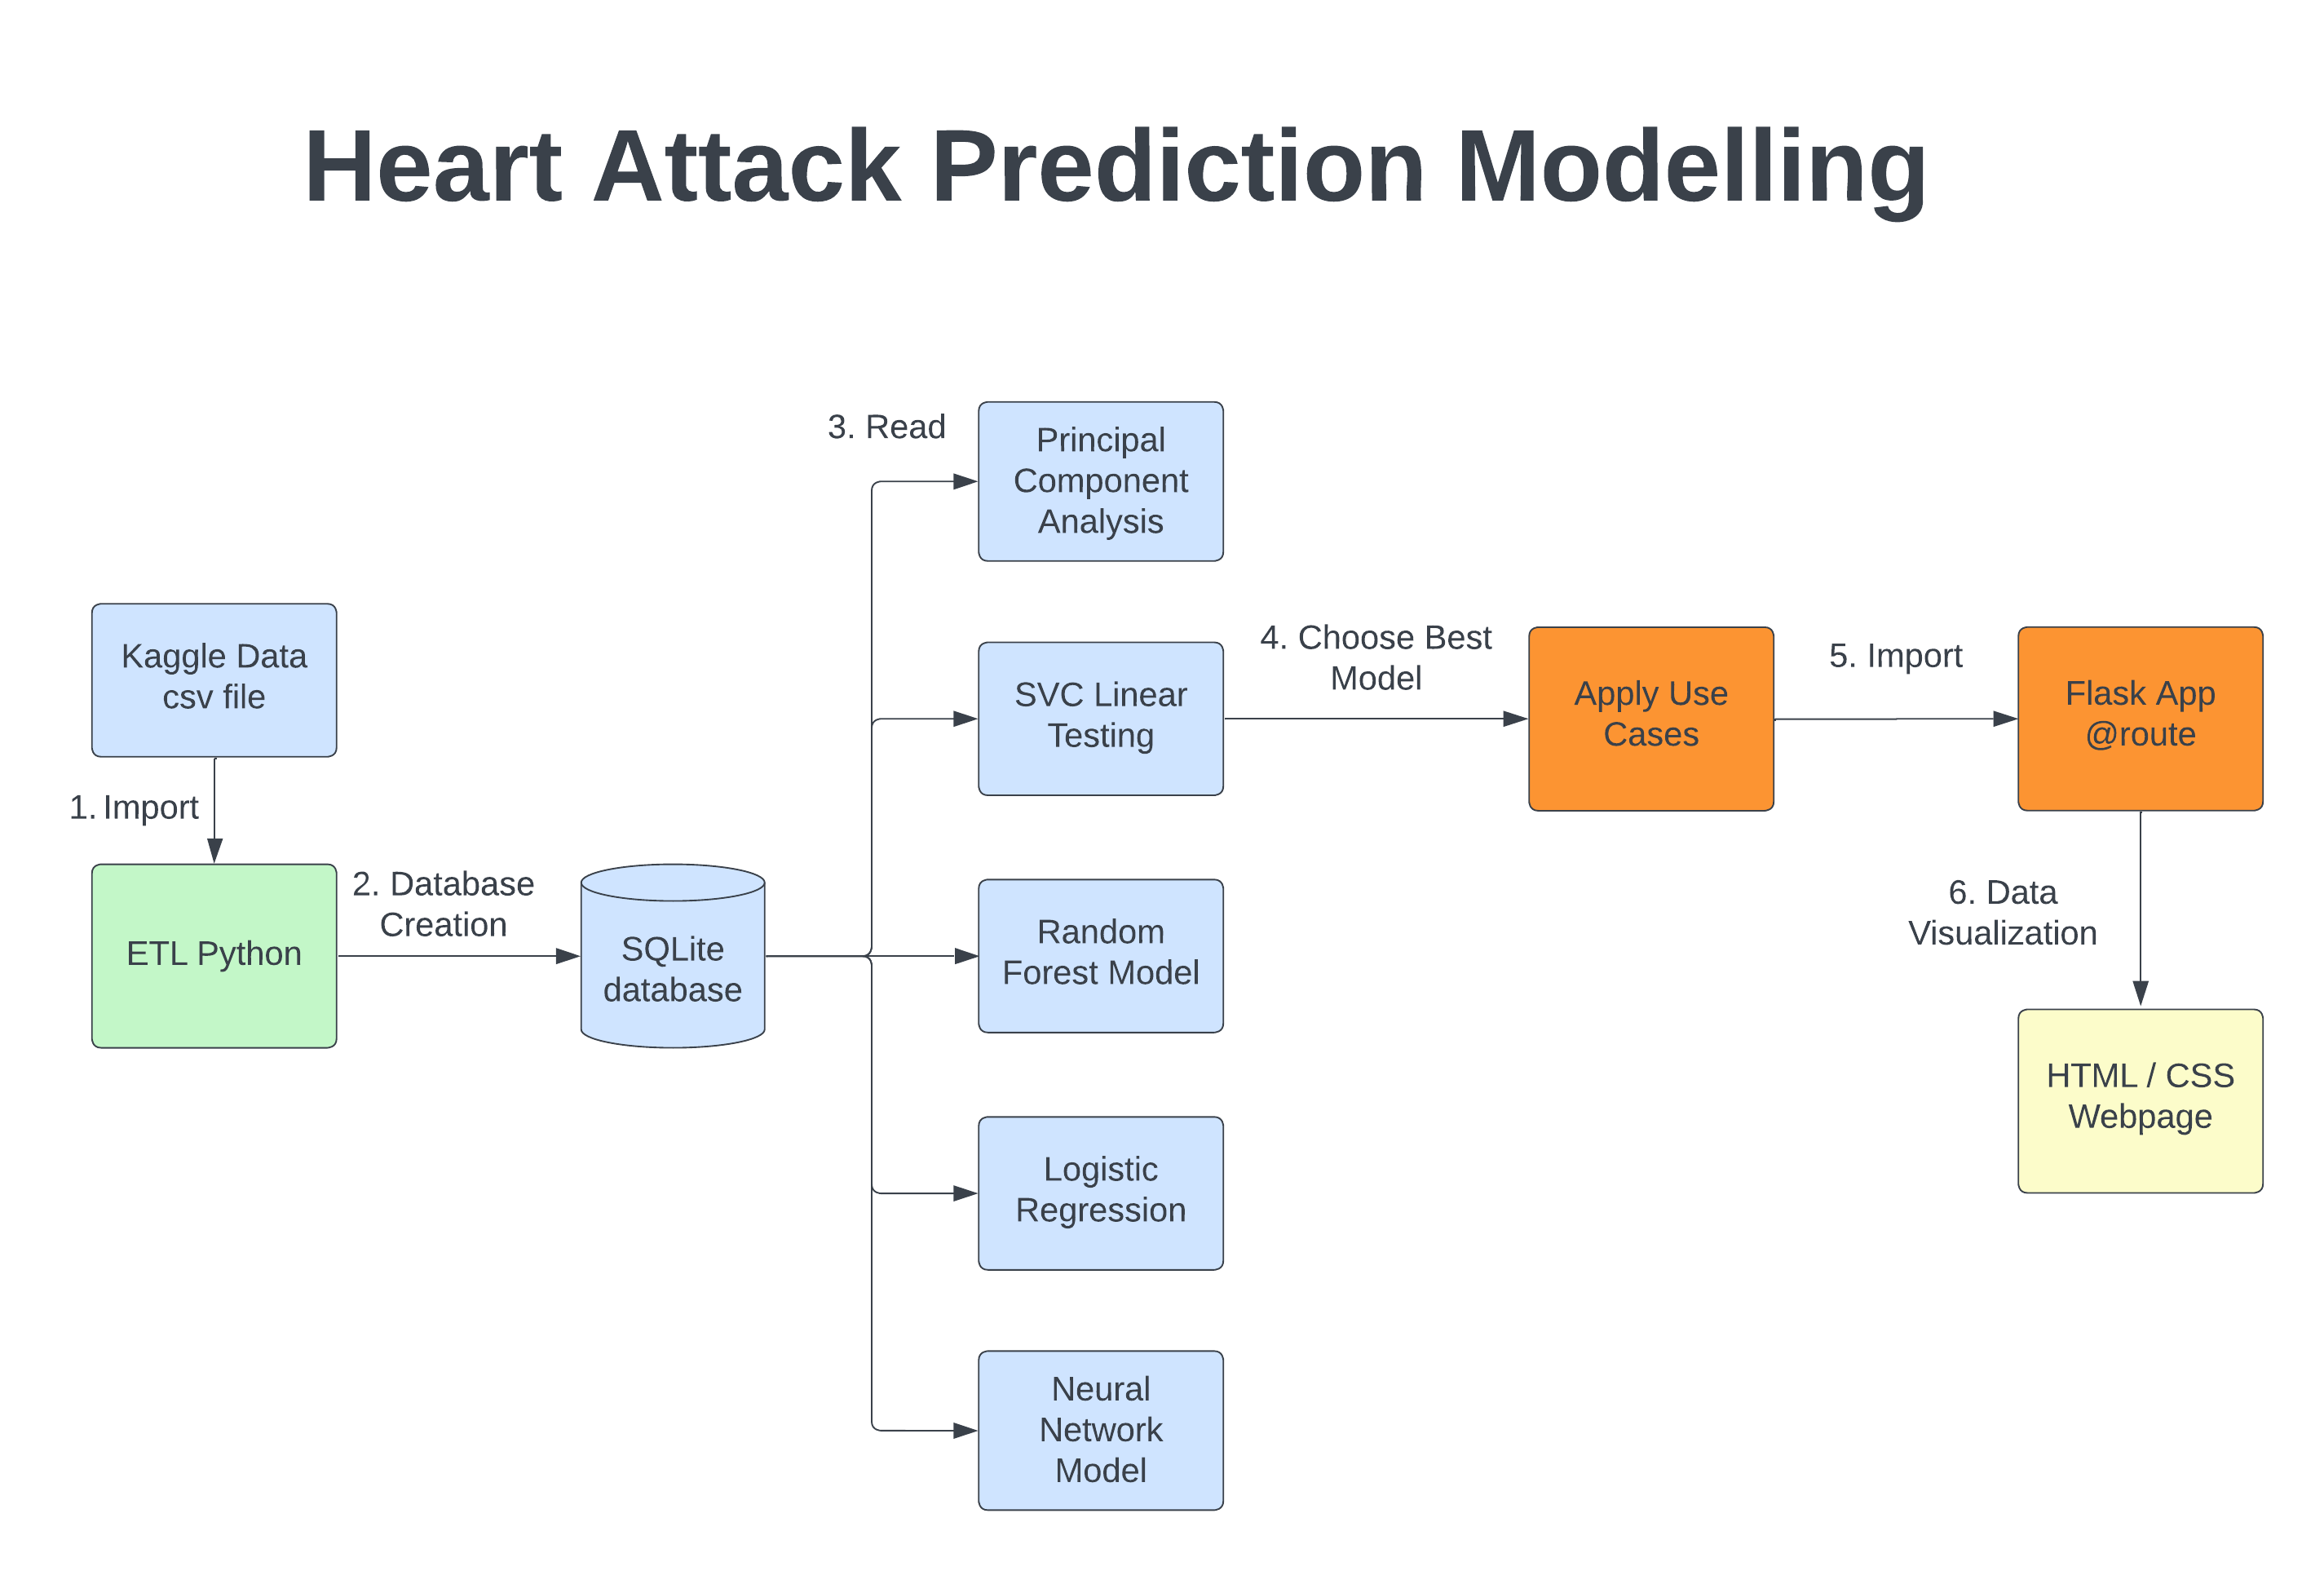 Heart Attack Prediction Modelling
Kaggle Data
csv file
1. Import
ETL Python
2. Database
Creation
SQLite
database
3. Read
Principal
Component
Analysis
SVC Linear
Testing
Random
Forest Model
Logistic
Regression
Neural
Network
Model
4. Choose Best
Model
Apply Use
Cases
5. Import
Flask App
@route
6. Data
Visualization
HTML / CSS
Webpage